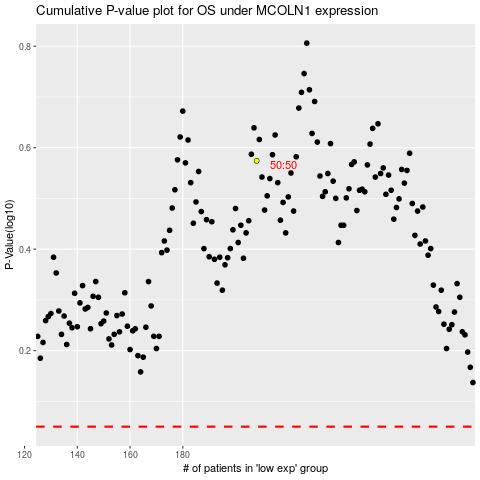 Cumulative P-value plot for OS under MCOLN1 expression
P-Value(log10)
0.8
0.6
0.4
0.2
50:50
120 140 160 180
# of patients in 'low exp' group